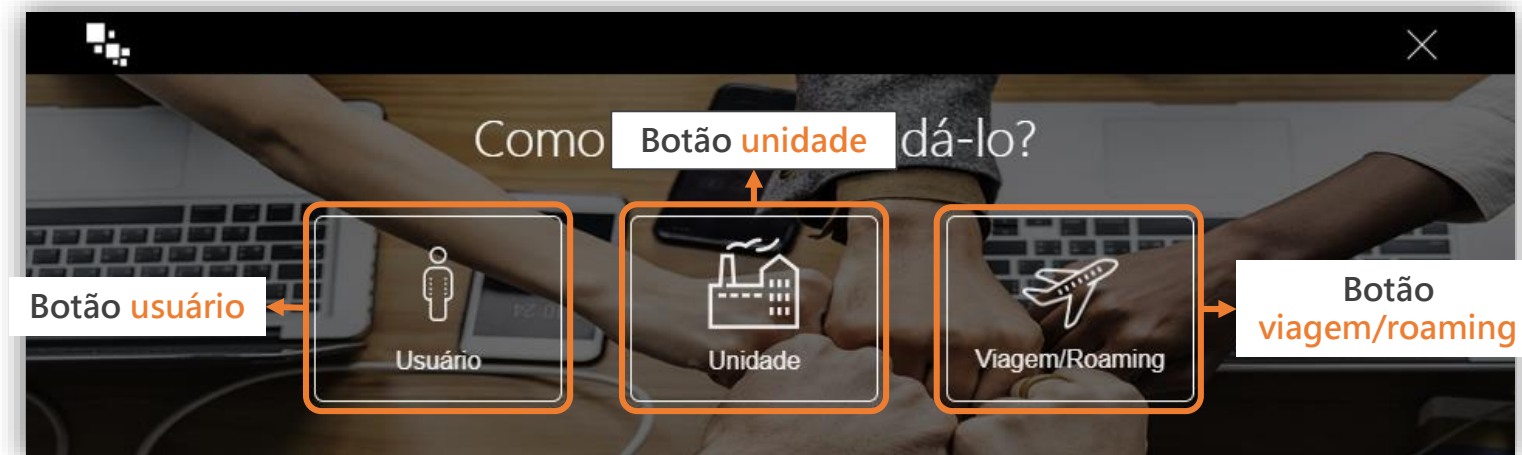 Como Botão unidade dá-lo?
Botão usuário
Botão
viagem/roaming
Usuário
Unidade
Viagem/Roaming